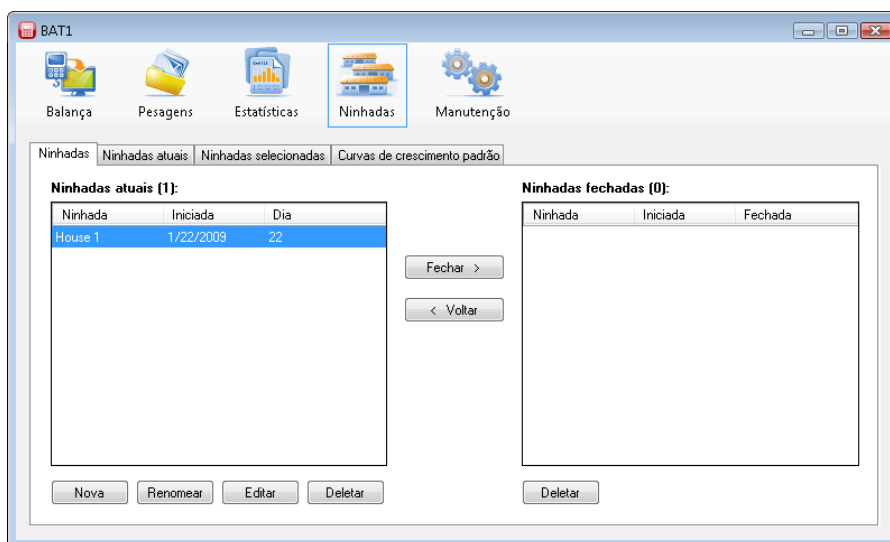 BAT1
Balança Pesagens Estatísticas Ninhadas Manutenção
Ninhadas Ninhadas atuais Ninhadas selecionadas Curvas de crescimento padrão
Ninhadas atuais (1): Ninhadas fechadas (0):
Ninhada Iniciada Dia Ninhada Iniciada Fechada
House 1 1/22/2009 22
Fechar >
< Voltar
Nova Renomear Editar Deletar Deletar